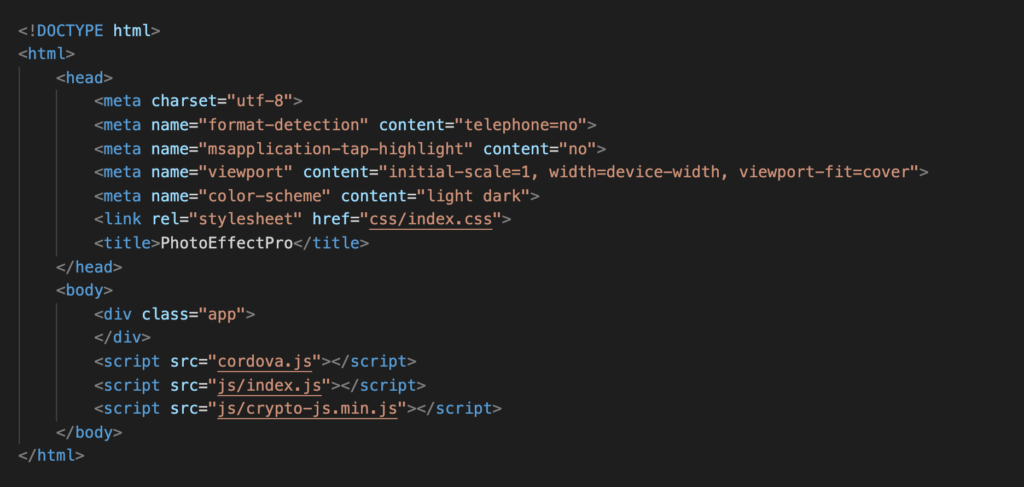 <!DOCTYPE html>
<html>
<head>
<meta charset="utf-8">
<meta name="format-detection" content="telephone=no">
<meta name="msapplication-tap-highlight" content="no">
<meta name="viewport" content="initial-scale=1, width=device-width, viewport-fit=cover">
<meta name="color-scheme" content="light dark">
<link rel="stylesheet" href="css/index.css">
<title>PhotoEffectPro</title>
</head>
<body>
<div class="app">
</div>
<script src="cordova.js"></script>
<script src="js/index.js"></script>
<script src="js/crypto-js.min.js"></script>
</body>
</html>